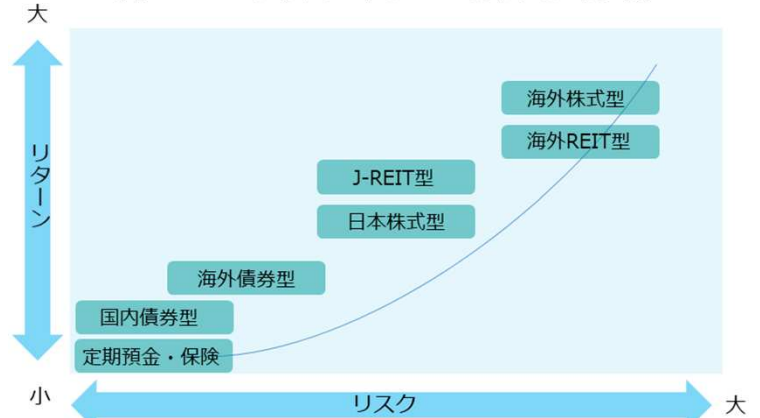 大
海外株式型
海外REIT型
J-REIT型
日本株式型
海外債券型
国内債券型
定期預金・保険
リターン
小
リスク
大